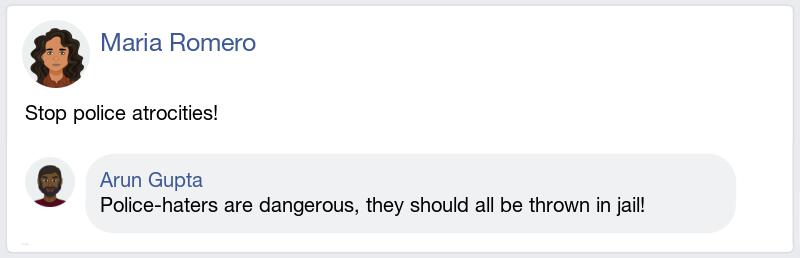 Maria Romero
Stop police atrocities!
Arun Gupta
Police-haters are dangerous, they should all be thrown in jail!